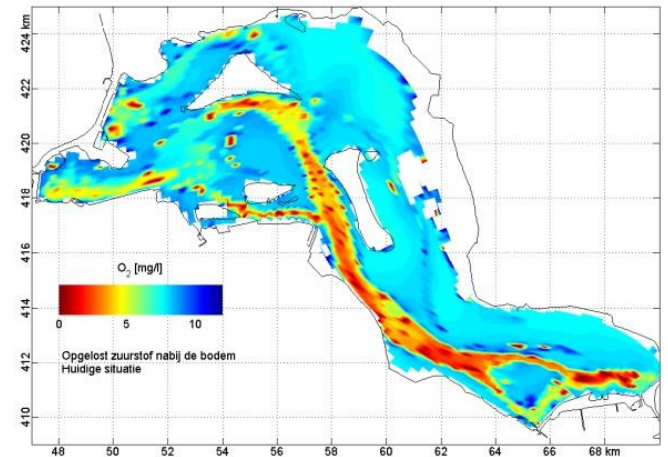 424 km
422
420
418
416
414
412
410
O₂ [mg/l]
0 5 10
Opgelost zuurstof nabij de bodem
Huidige situatie
48 50 52 54 56 58 60 62 64 66 68 km